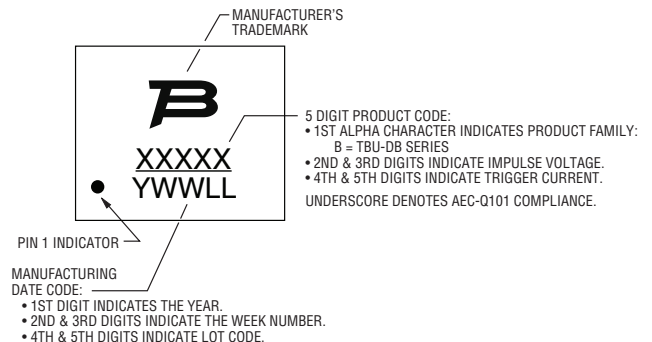 MANUFACTURER'S
TRADEMARK
5 DIGIT PRODUCT CODE:
• 1ST ALPHA CHARACTER INDICATES PRODUCT FAMILY:
B = TBU-DB SERIES
• 2ND & 3RD DIGITS INDICATE IMPULSE VOLTAGE.
• 4TH & 5TH DIGITS INDICATE TRIGGER CURRENT.
UNDERSCORE DENOTES AEC-Q101 COMPLIANCE.
XXXXX
YWWLL
PIN 1 INDICATOR
MANUFACTURING
DATE CODE:
• 1ST DIGIT INDICATES THE YEAR.
• 2ND & 3RD DIGITS INDICATE THE WEEK NUMBER.
• 4TH & 5TH DIGITS INDICATE LOT CODE.